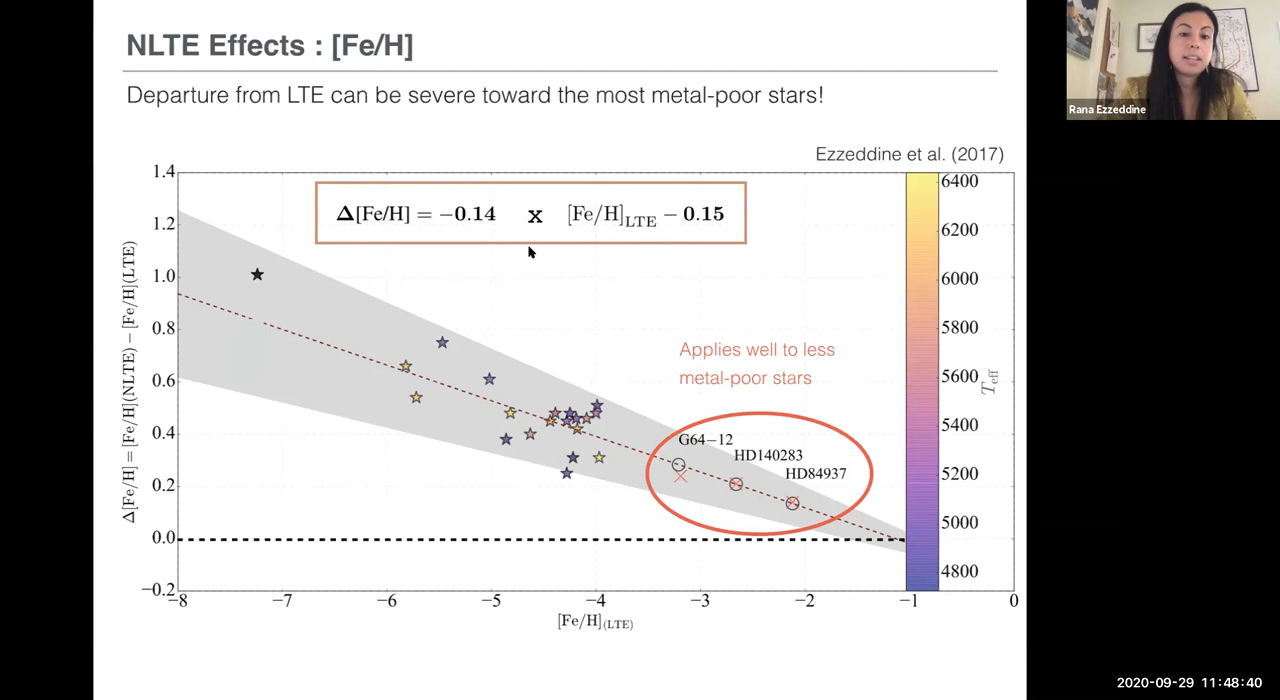 NLTE Effects : [Fe/H]
Departure from LTE can be severe toward the most metal-poor stars!
Rana Ezzeddine
Ezzeddine et al. (2017)
Δ[Fe/H] = −0.14 x [Fe/H]LTE − 0.15
Applies well to less
metal-poor stars
G64−12
HD140283
HD84937
1.4
1.2
1.0
0.8
0.6
0.4
0.2
0.0
−0.2
Δ[Fe/H] = [Fe/H](NLTE) − [Fe/H](LTE)
−8 −7 −6 −5 −4 −3 −2 −1 0
[Fe/H](LTE)
6400
6200
6000
5800
5600
5400
5200
5000
4800
Teff
2020-09-29 11:48:40